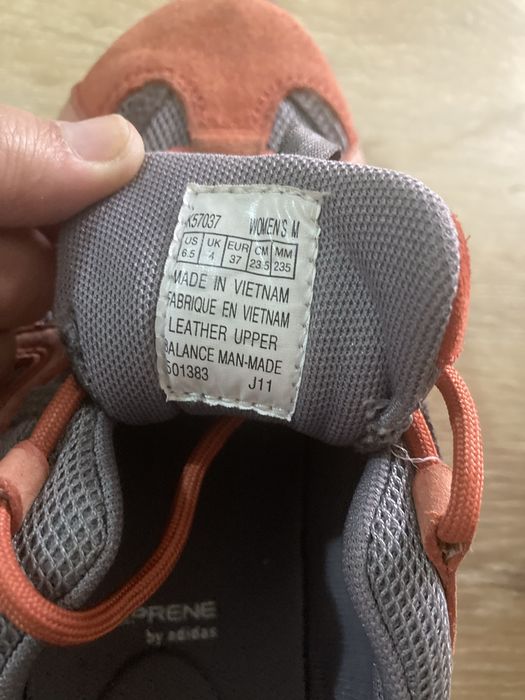 K57037 WOMEN'S M
US UK EUR CM MM
6.5 4 37 23.5 235
MADE IN VIETNAM
FABRIQUE EN VIETNAM
LEATHER UPPER
BALANCE MAN-MADE
501383 J11
PRENE
by adidas